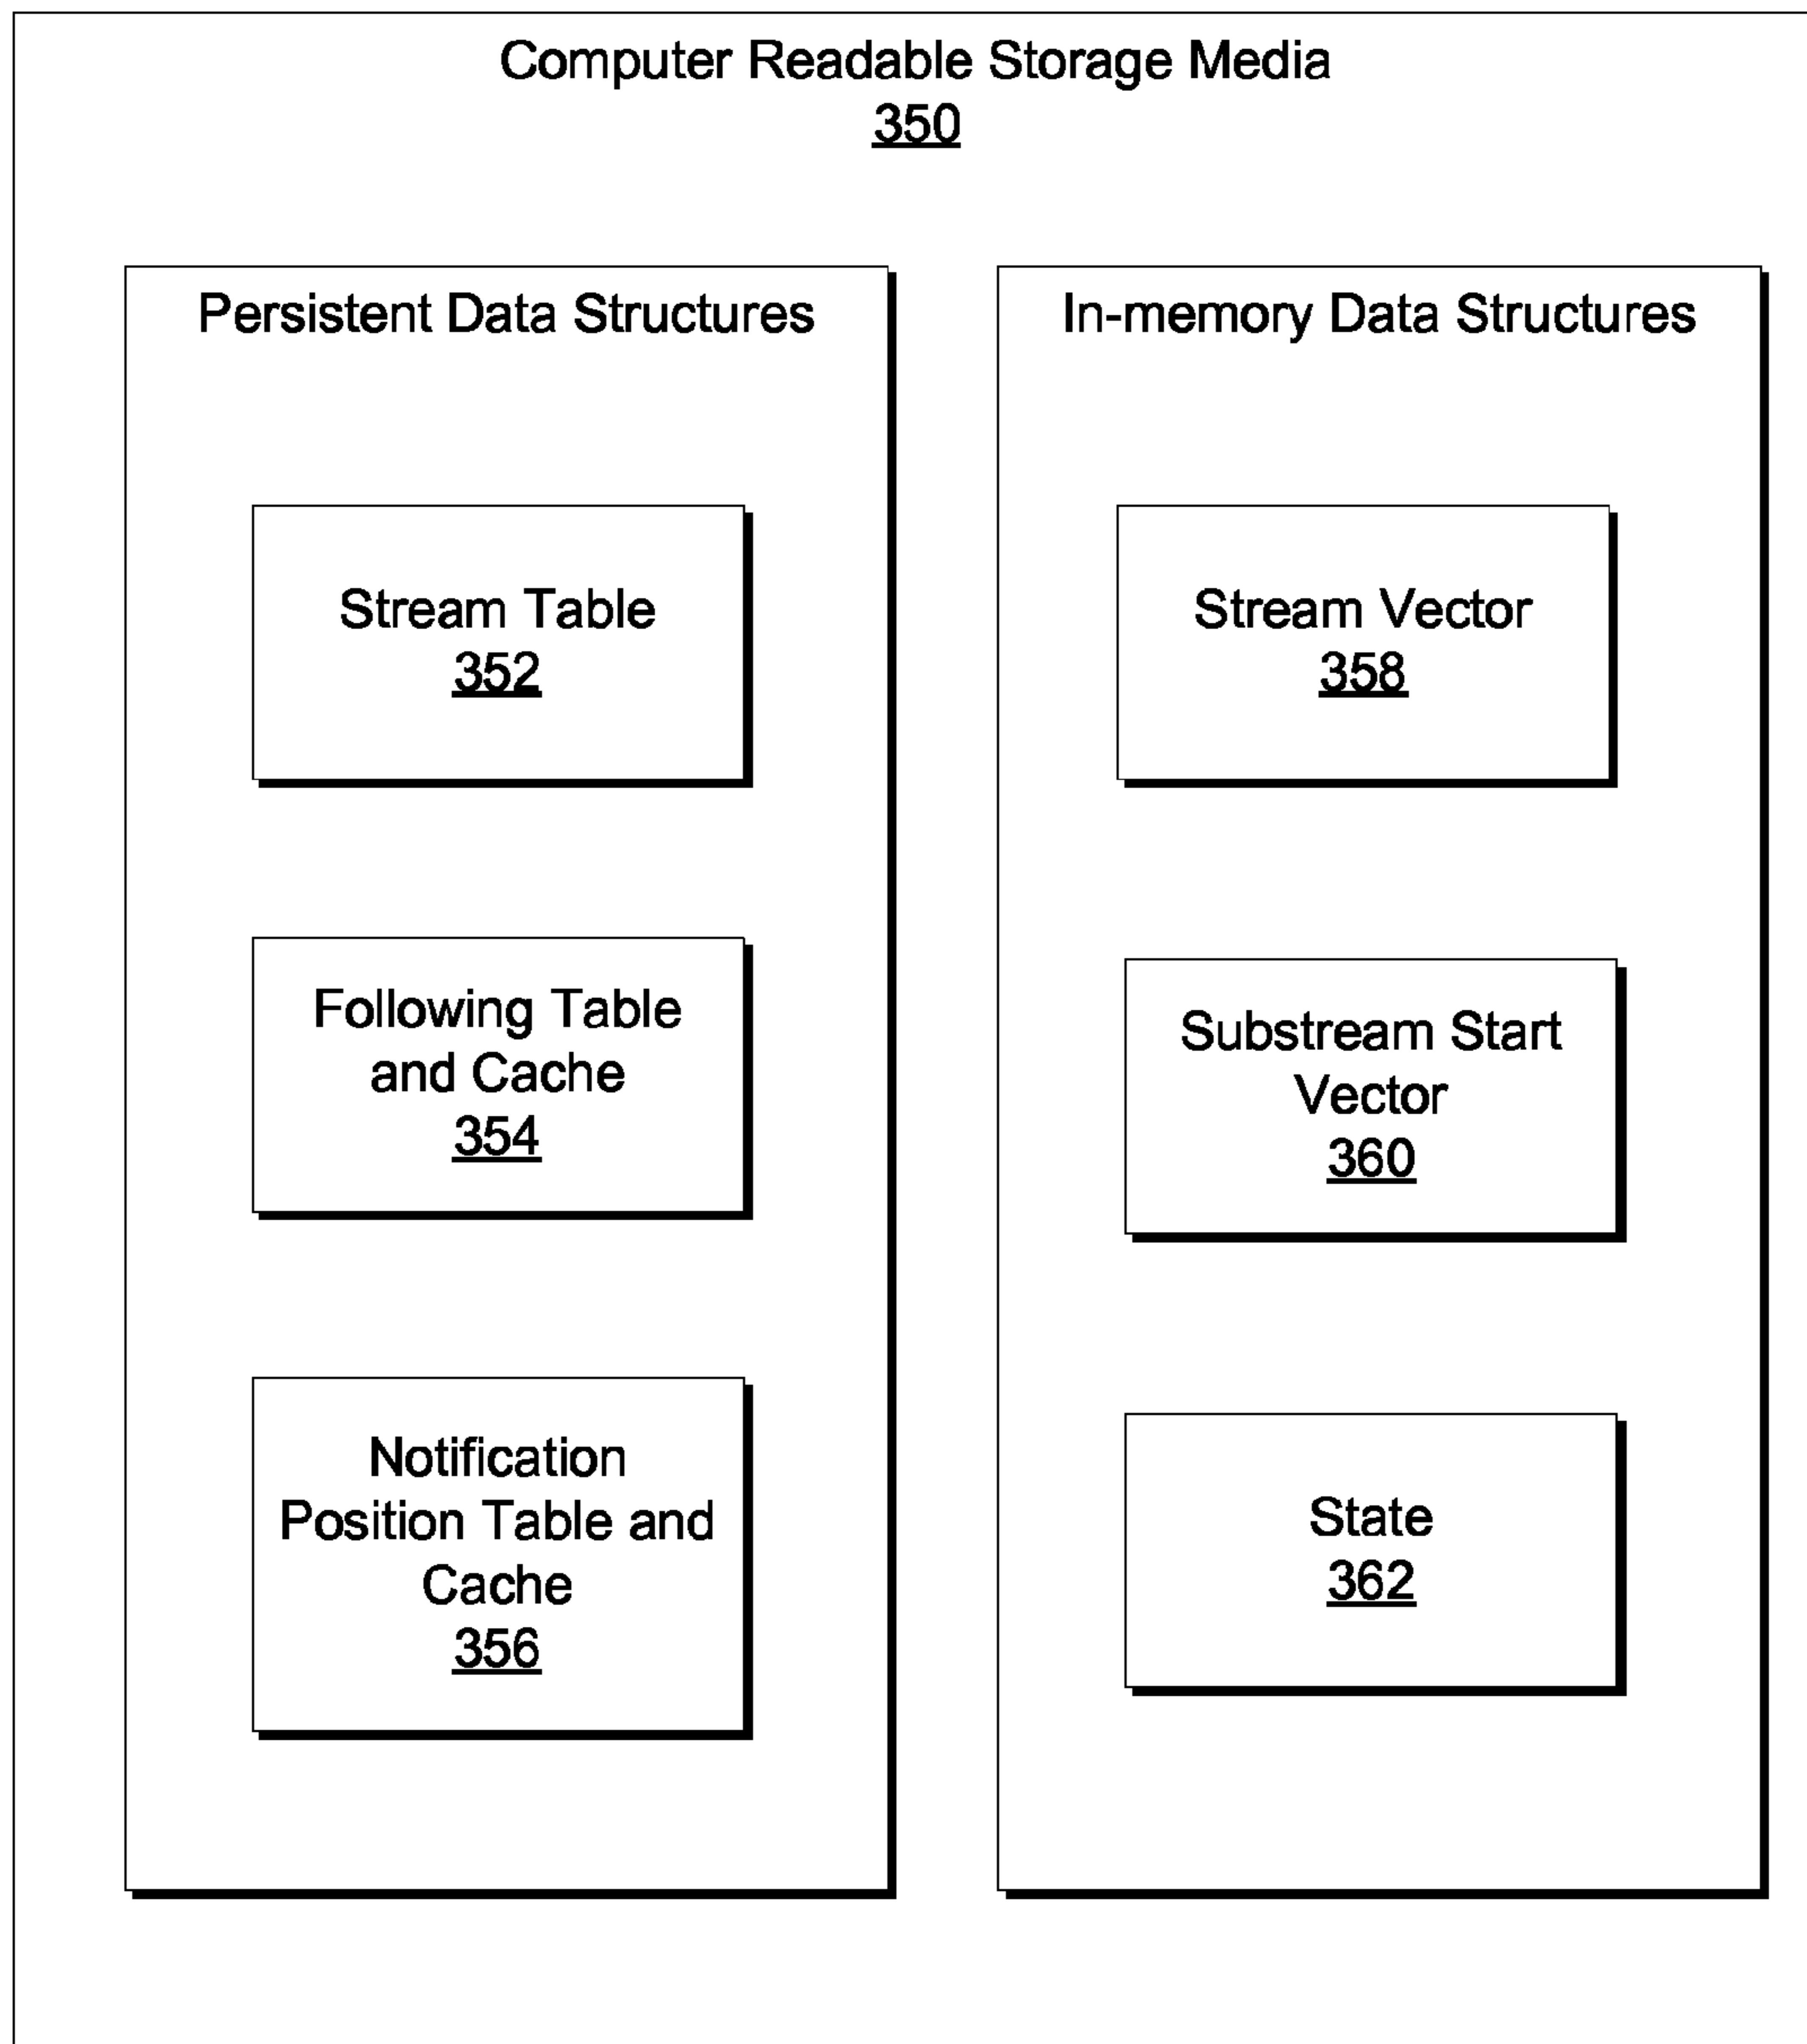 Computer Readable Storage Media
350
Persistent Data Structures
Stream Table
352
Following Table
and Cache
354
Notification
Position Table and
Cache
356
In-memory Data Structures
Stream Vector
358
Substream Start
Vector
360
State
362